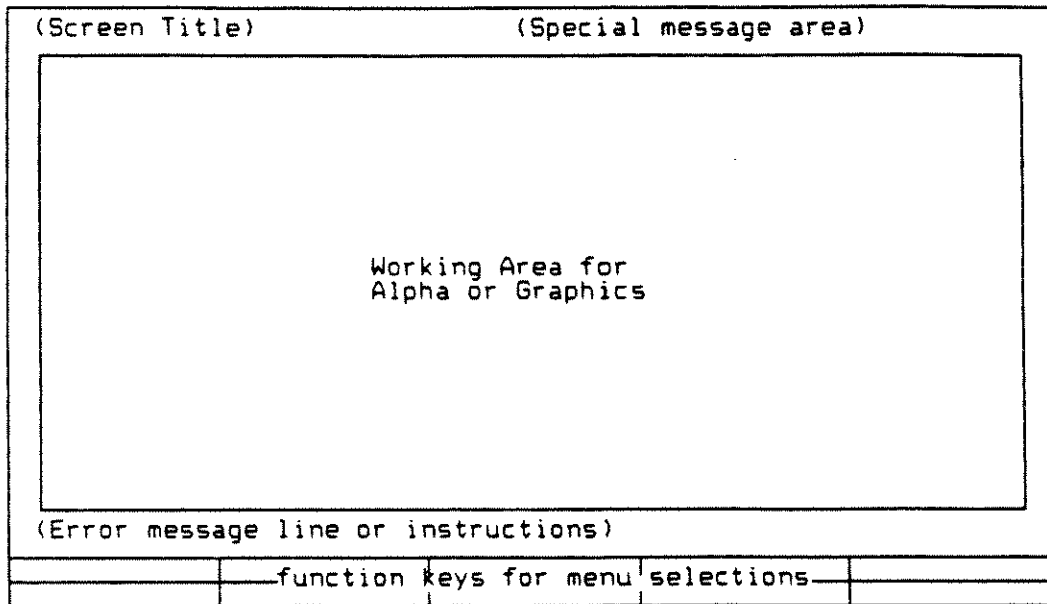 (Screen Title) (Special message area)
Working Area for
Alpha or Graphics
(Error message line or instructions)
function keys for menu selections